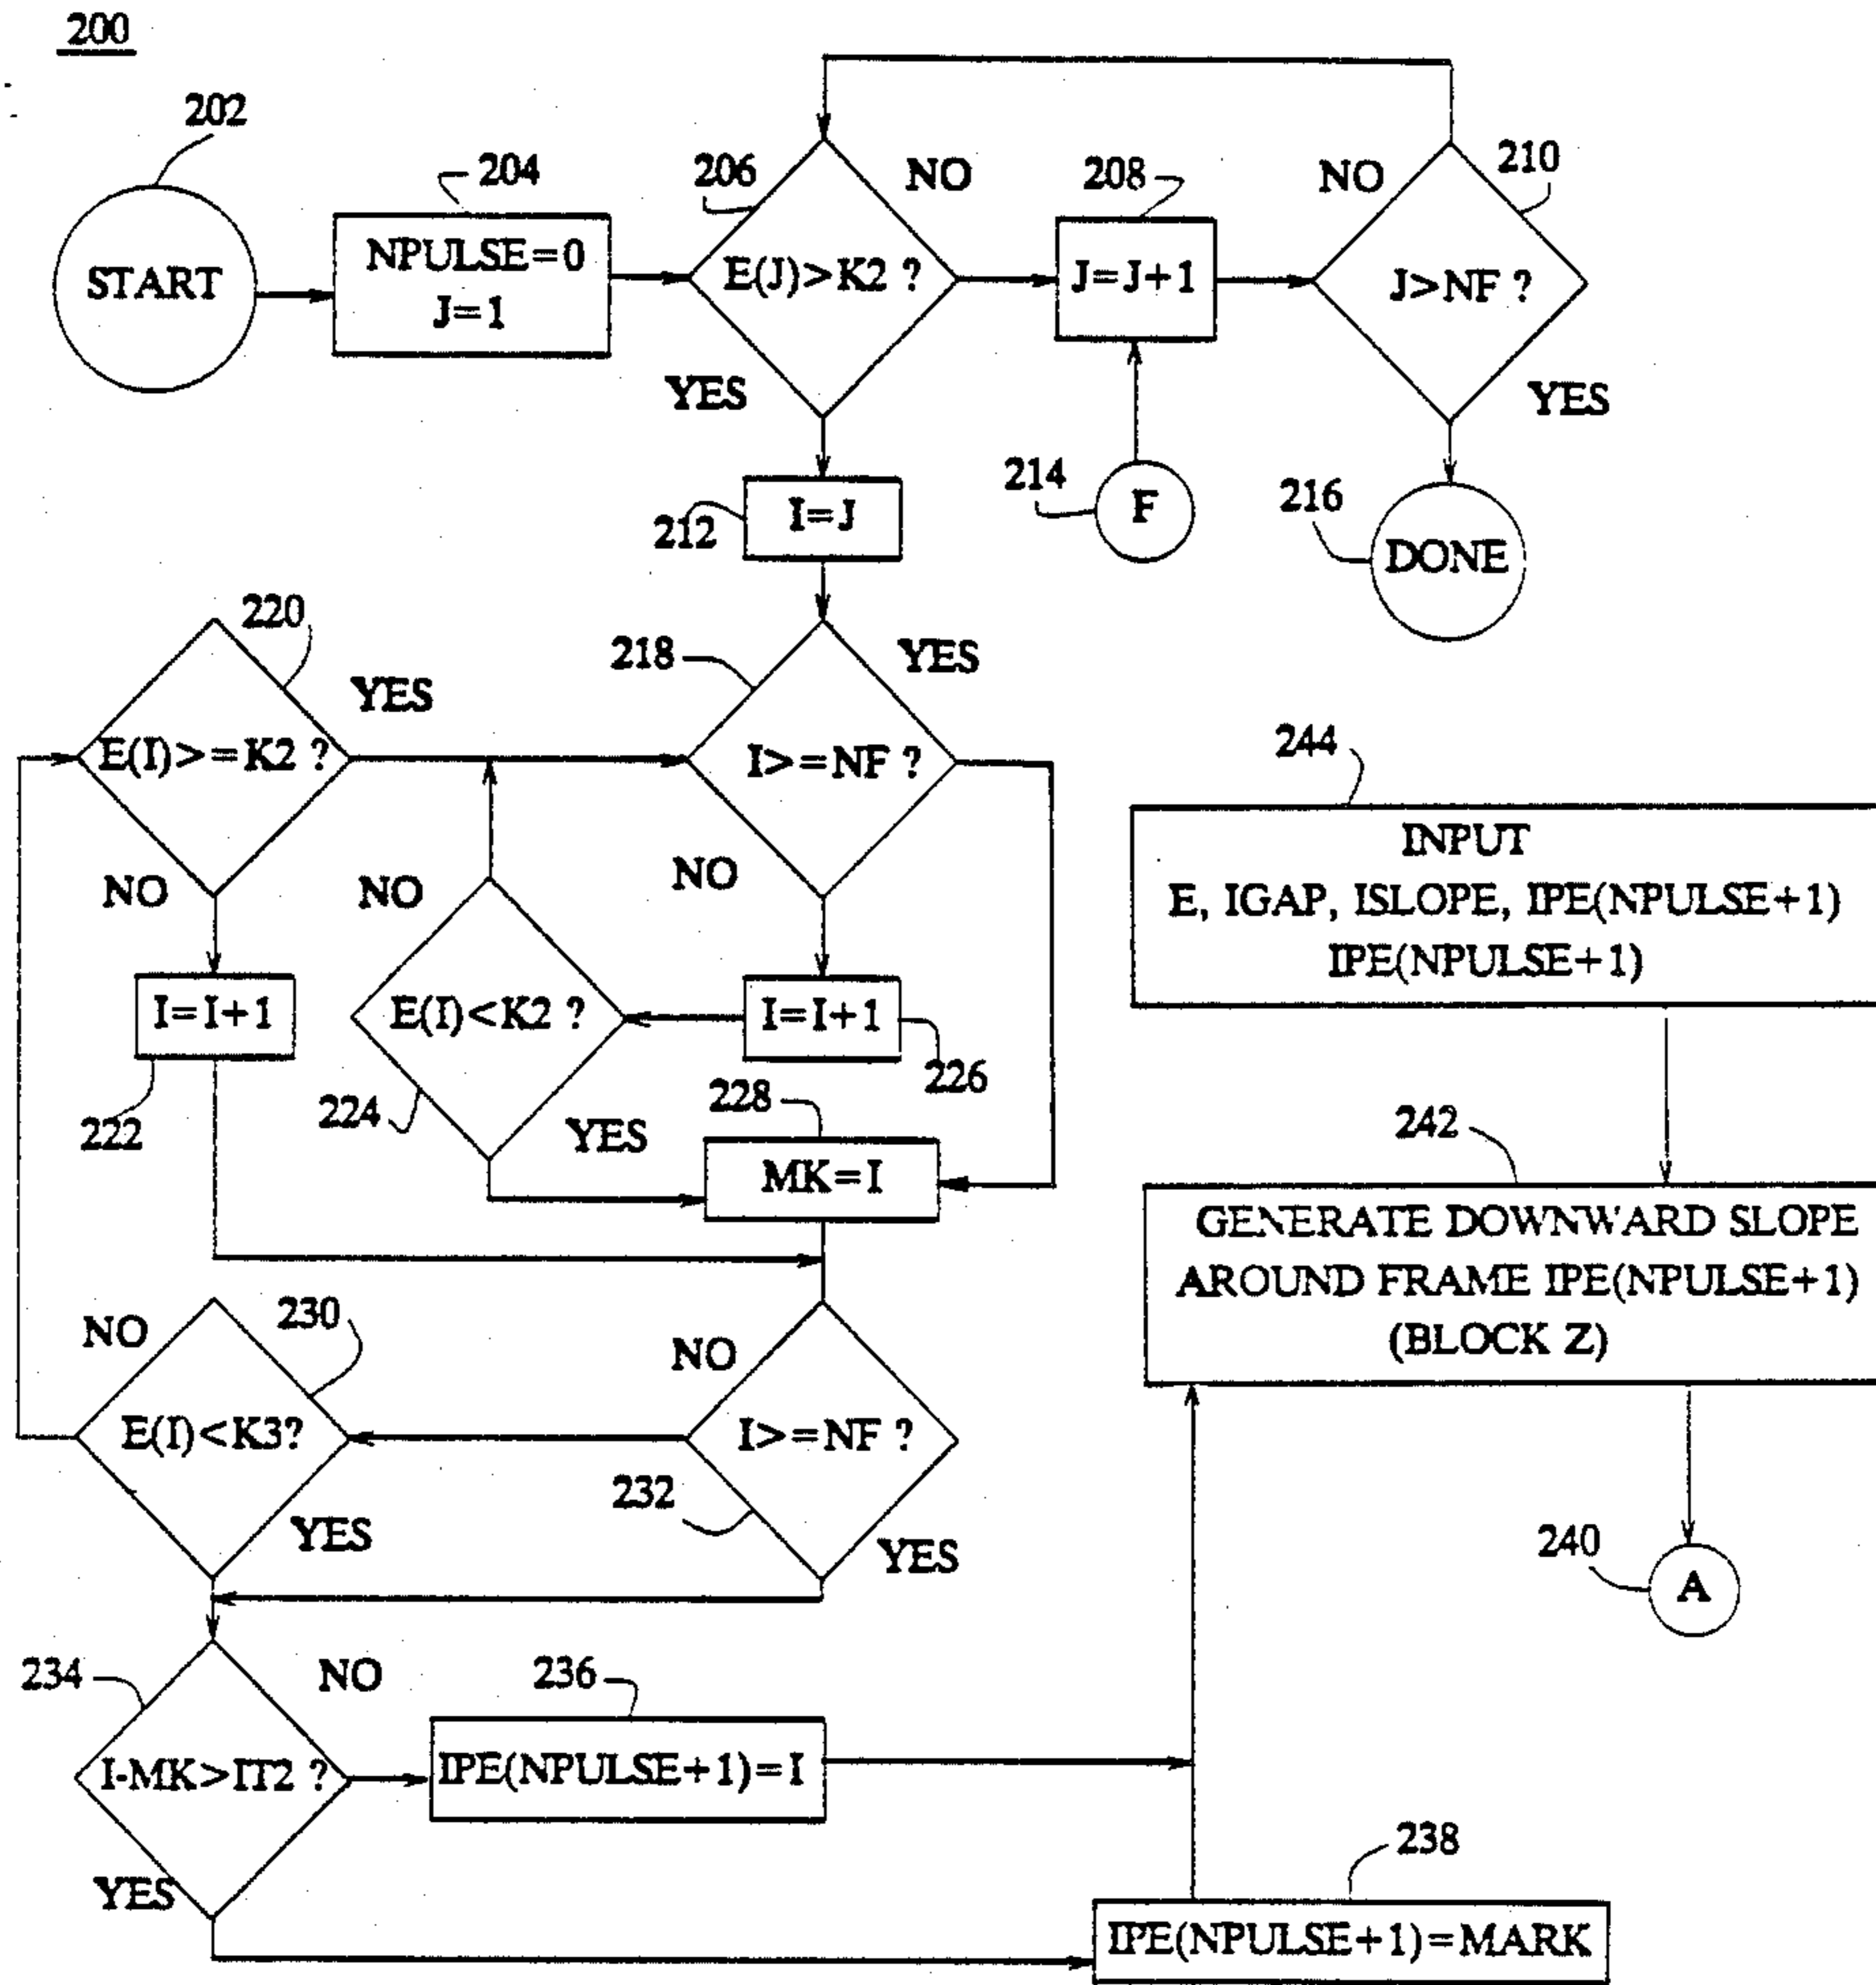 200
202
START
204
NPULSE=0
J=1
206
E(J)>K2 ?
NO
YES
208
J=J+1
210
NO
J>NF ?
YES
212
I=J
214
F
216
DONE
220
E(I)>=K2 ?
YES
NO
218
YES
I>=NF ?
NO
I=I+1
222
NO
E(I)<K2 ?
224
YES
I=I+1
226
228
MK=I
244
INPUT
E, IGAP, ISLOPE, IPE(NPULSE+1)
IPE(NPULSE+1)
242
GENERATE DOWNWARD SLOPE
AROUND FRAME IPE(NPULSE+1)
(BLOCK Z)
240
A
NO
230
E(I)<K3?
YES
NO
I>=NF ?
232
YES
234
NO
I-MK>IT2 ?
YES
236
IPE(NPULSE+1)=I
238
IPE(NPULSE+1)=MARK